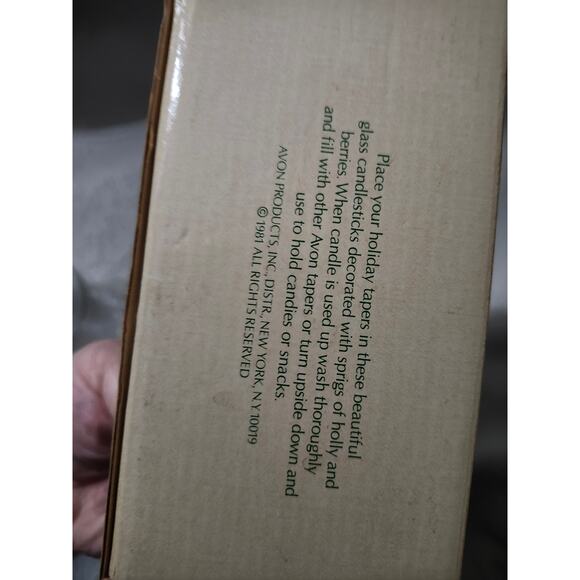 Place your holiday tapers in these beautiful
glass candlesticks decorated with sprigs of holly and
berries. When candle is used up wash thoroughly
and fill with other Avon tapers or turn upside down and
use to hold candies or snacks.
AVON PRODUCTS, INC., DISTR., NEW YORK, N.Y. 10019
© 1981 ALL RIGHTS RESERVED